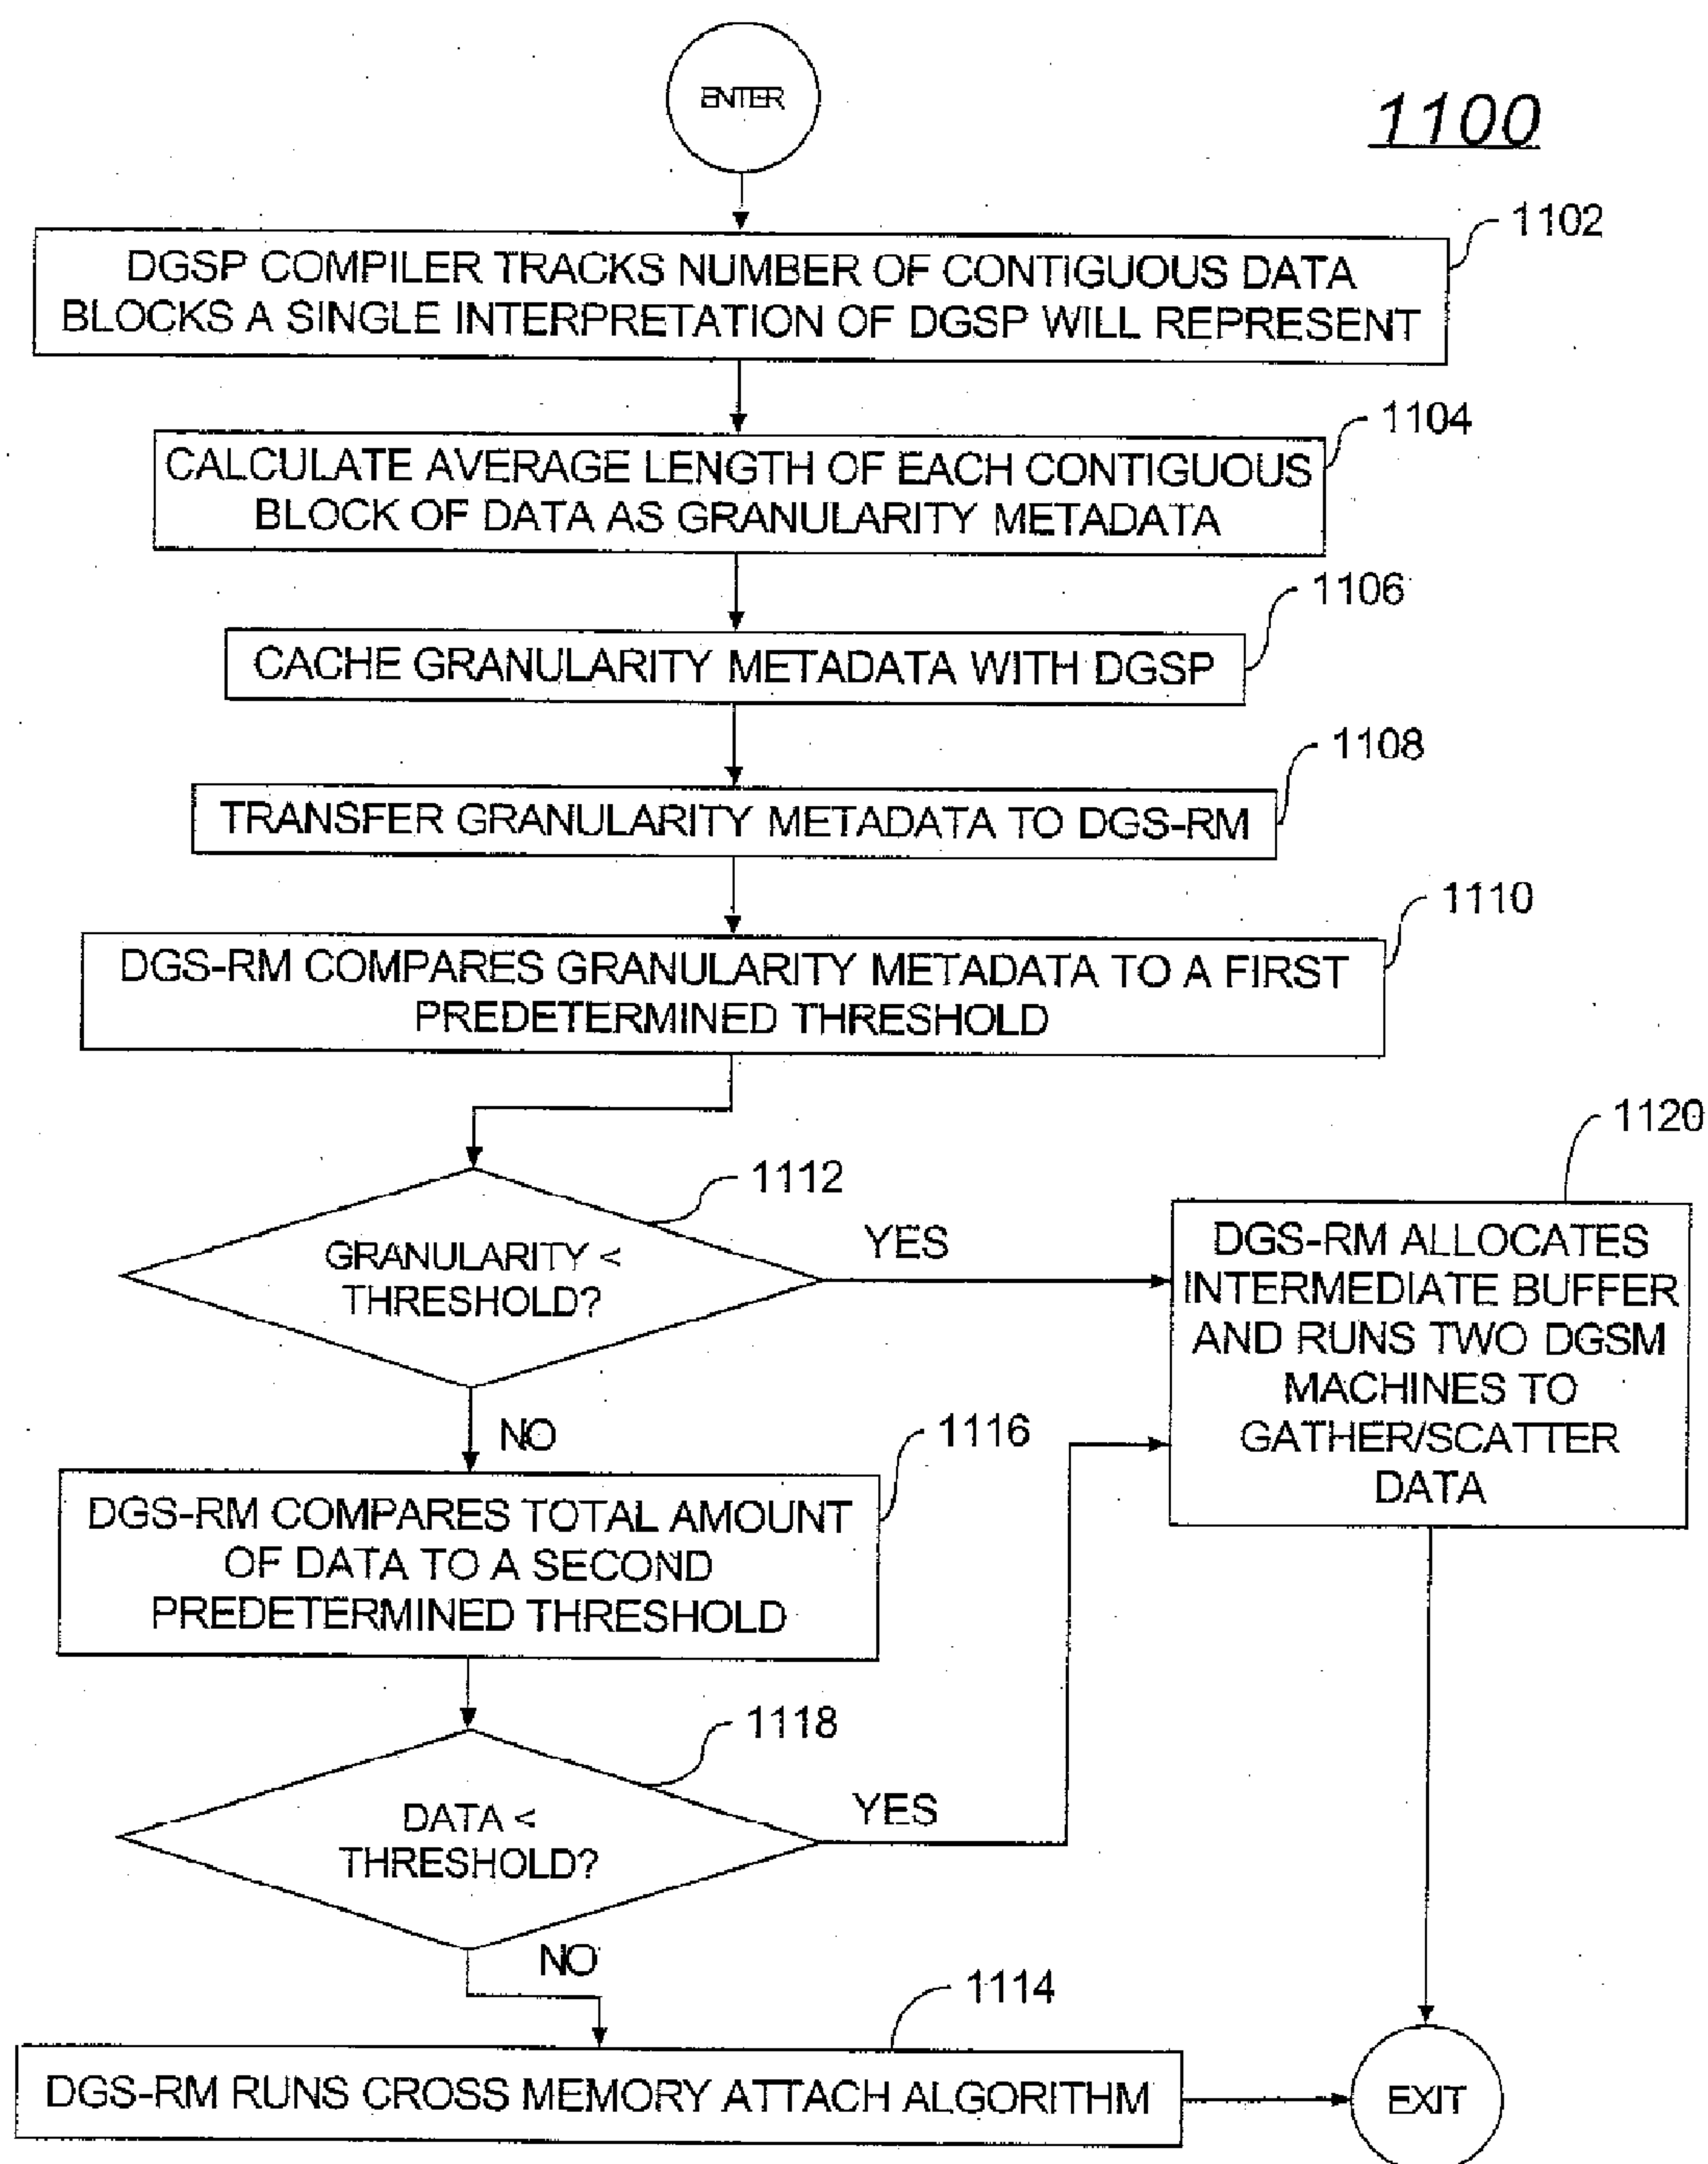 ENTER
1100
1102
DGSP COMPILER TRACKS NUMBER OF CONTIGUOUS DATA
BLOCKS A SINGLE INTERPRETATION OF DGSP WILL REPRESENT
1104
CALCULATE AVERAGE LENGTH OF EACH CONTIGUOUS
BLOCK OF DATA AS GRANULARITY METADATA
1106
CACHE GRANULARITY METADATA WITH DGSP
1108
TRANSFER GRANULARITY METADATA TO DGS-RM
1110
DGS-RM COMPARES GRANULARITY METADATA TO A FIRST
PREDETERMINED THRESHOLD
1112
GRANULARITY <
THRESHOLD?
YES
NO
1120
DGS-RM ALLOCATES
INTERMEDIATE BUFFER
AND RUNS TWO DGSM
MACHINES TO
GATHER/SCATTER
DATA
1116
DGS-RM COMPARES TOTAL AMOUNT
OF DATA TO A SECOND
PREDETERMINED THRESHOLD
1118
DATA <
THRESHOLD?
YES
NO
1114
DGS-RM RUNS CROSS MEMORY ATTACH ALGORITHM
EXIT